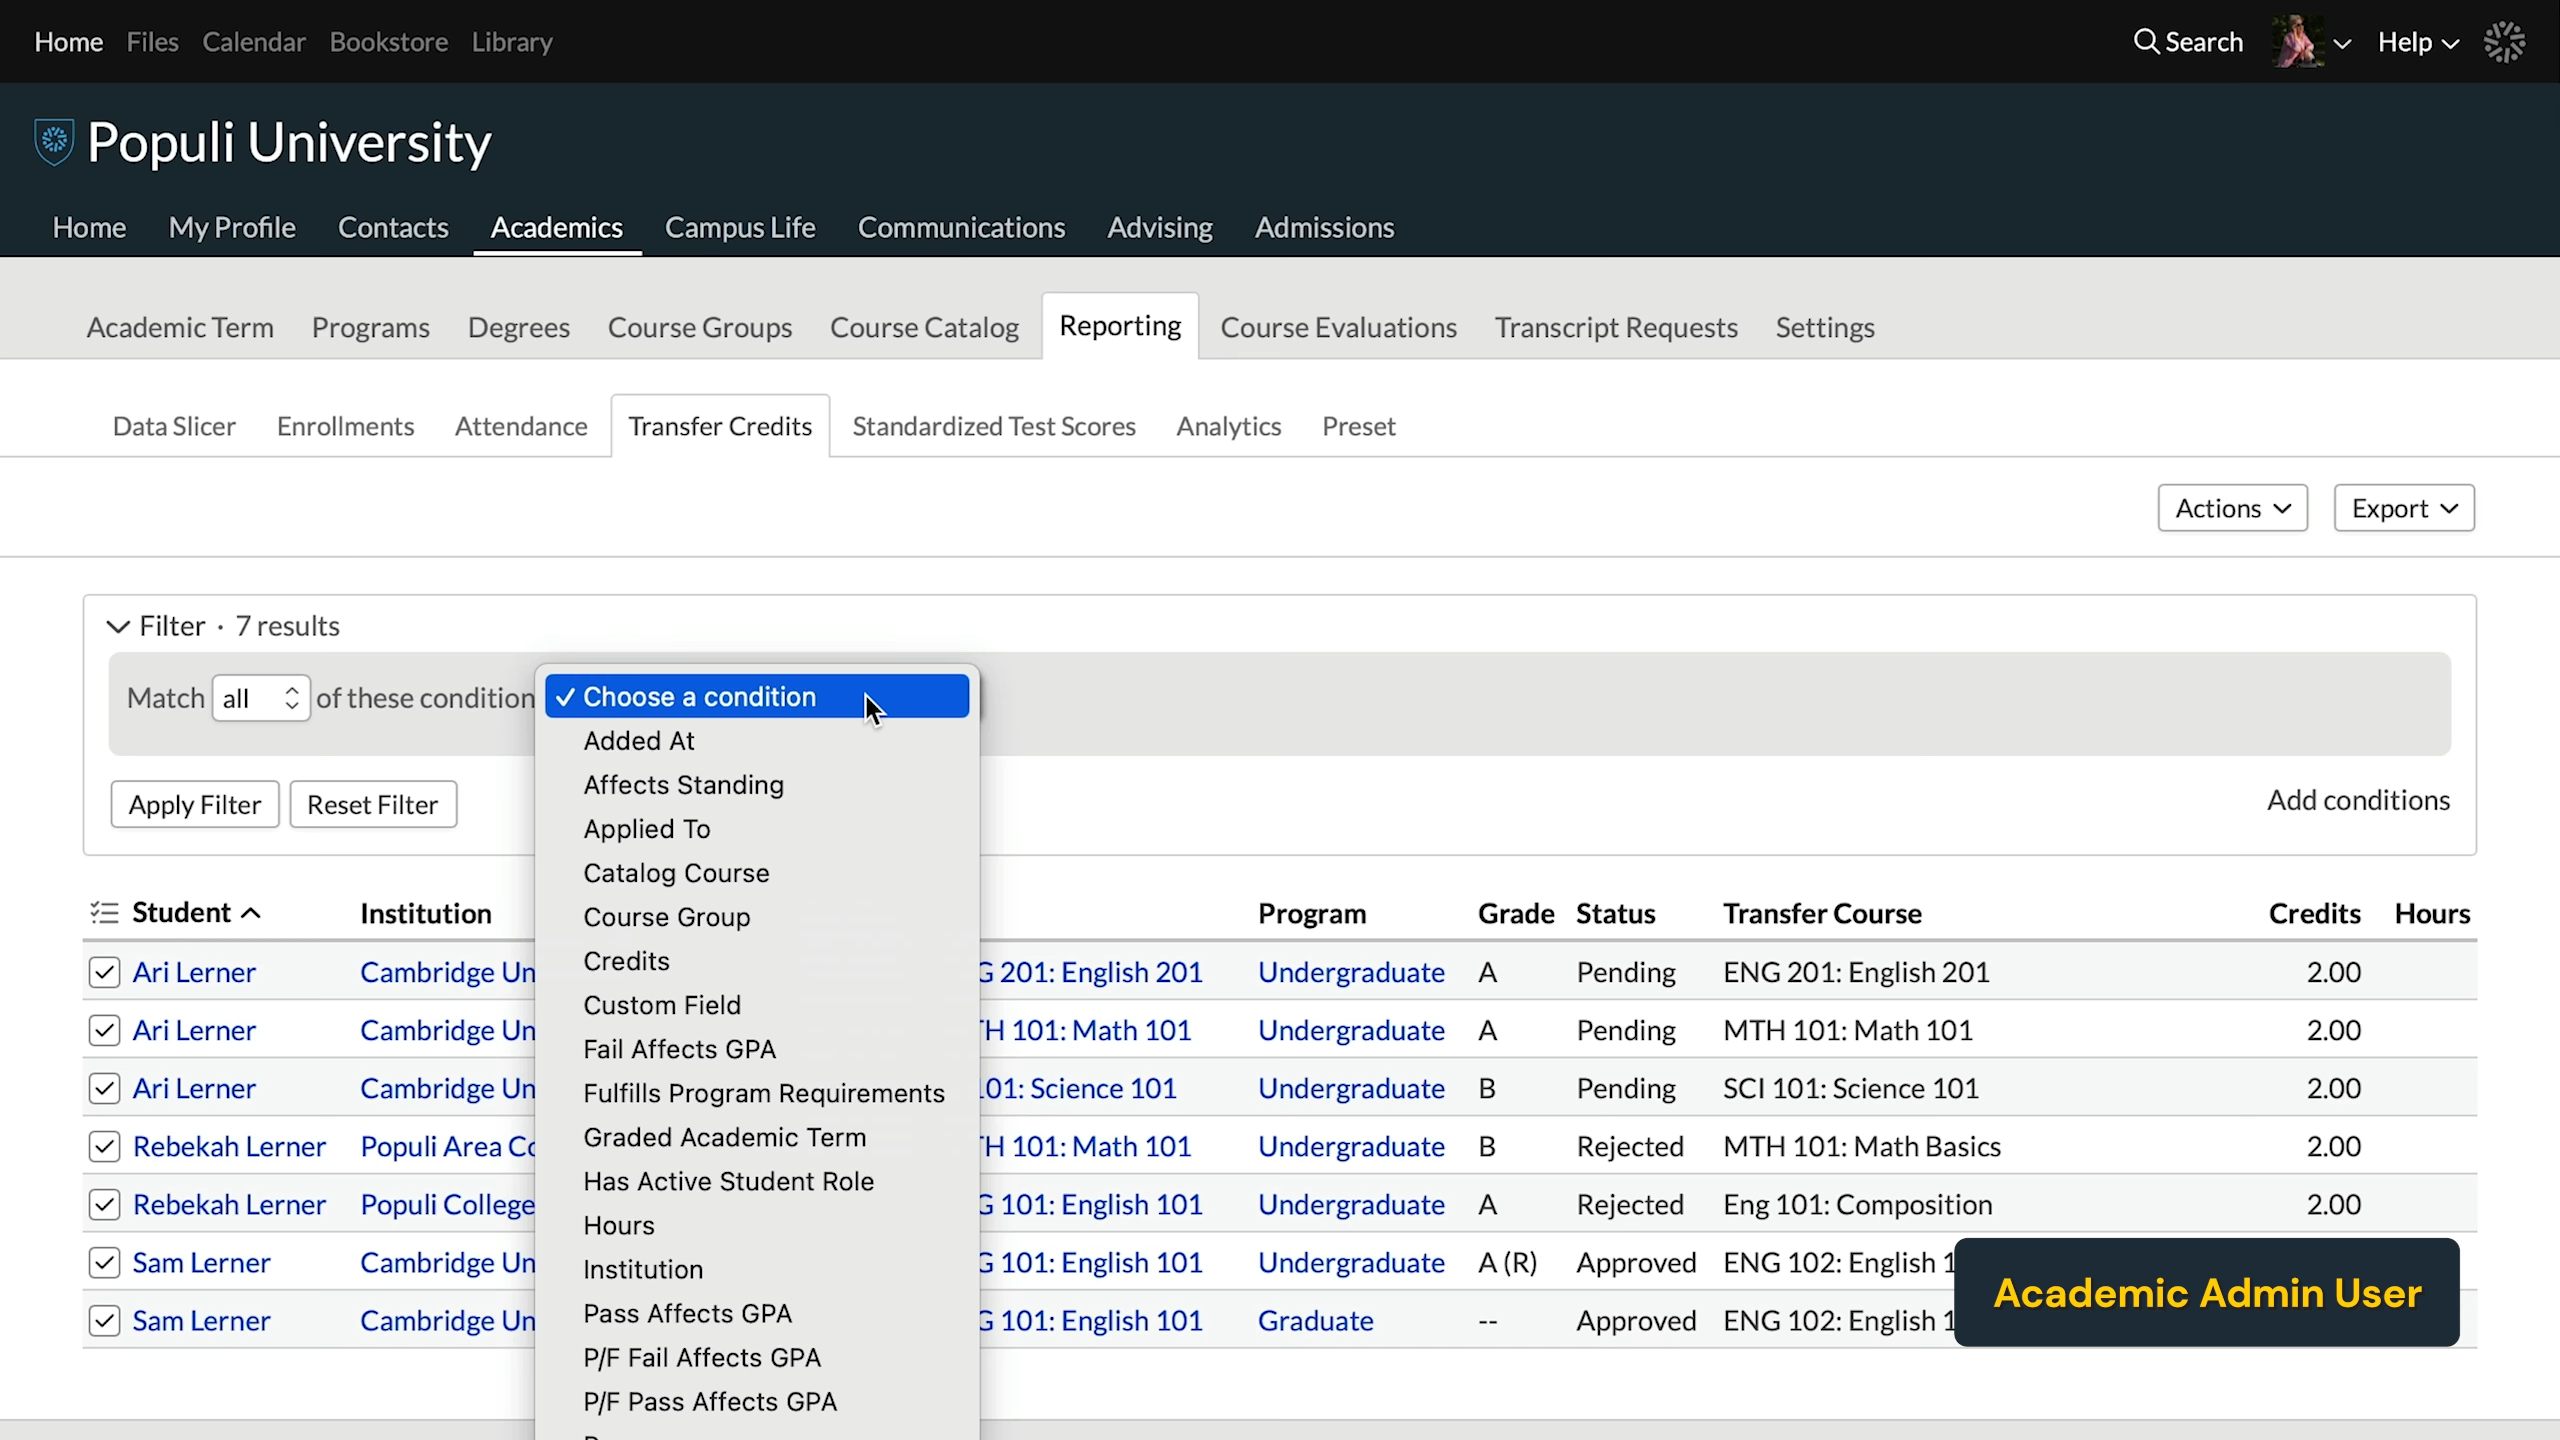 Home Files Calendar Bookstore Library Search Help
Populi University
Home My Profile Contacts Academics Campus Life Communications Advising Admissions
Academic Term Programs Degrees Course Groups Course Catalog Reporting Course Evaluations Transcript Requests Settings
Data Slicer Enrollments Attendance Transfer Credits Standardized Test Scores Analytics Preset
Actions Export
Filter · 7 results
Match all of these condition
Apply Filter Reset Filter Add conditions
✓ Choose a condition
Added At
Affects Standing
Applied To
Catalog Course
Course Group
Credits
Custom Field
Fail Affects GPA
Fulfills Program Requirements
Graded Academic Term
Has Active Student Role
Hours
Institution
Pass Affects GPA
P/F Fail Affects GPA
P/F Pass Affects GPA
Student Institution Program Grade Status Transfer Course Credits Hours
Ari Lerner Cambridge Un G 201: English 201 Undergraduate A Pending ENG 201: English 201 2.00
Ari Lerner Cambridge Un TH 101: Math 101 Undergraduate A Pending MTH 101: Math 101 2.00
Ari Lerner Cambridge Un 101: Science 101 Undergraduate B Pending SCI 101: Science 101 2.00
Rebekah Lerner Populi Area Co TH 101: Math 101 Undergraduate B Rejected MTH 101: Math Basics 2.00
Rebekah Lerner Populi College G 101: English 101 Undergraduate A Rejected Eng 101: Composition 2.00
Sam Lerner Cambridge Un G 101: English 101 Undergraduate A (R) Approved ENG 102: English 1
Sam Lerner Cambridge Un G 101: English 101 Graduate -- Approved ENG 102: English 1
Academic Admin User